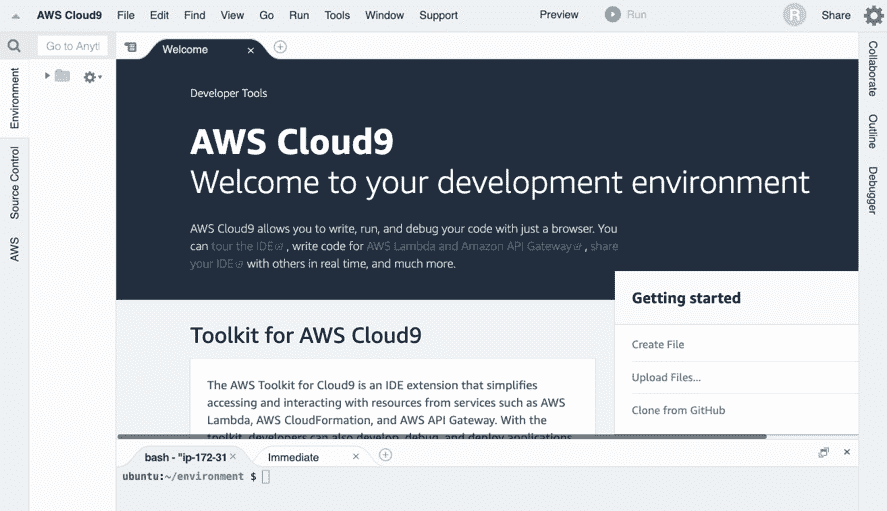 AWS Cloud9 File Edit Find View Go Run Tools Window Support Preview Run R Share
Go to Anyt
Environment
Source Control
AWS
Welcome
Developer Tools
AWS Cloud9
Welcome to your development environment
AWS Cloud9 allows you to write, run, and debug your code with just a browser. You
can tour the IDE , write code for AWS Lambda and Amazon API Gateway , share
your IDE with others in real time, and much more.
Getting started
Create File
Upload Files...
Clone from GitHub
Toolkit for AWS Cloud9
The AWS Toolkit for Cloud9 is an IDE extension that simplifies
accessing and interacting with resources from services such as AWS
Lambda, AWS CloudFormation, and AWS API Gateway. With the
toolkit, developers can also develop, debug, and deploy applications
Collaborate
Outline
Debugger
bash - "ip-172-31 Immediate
ubuntu:~/environment $